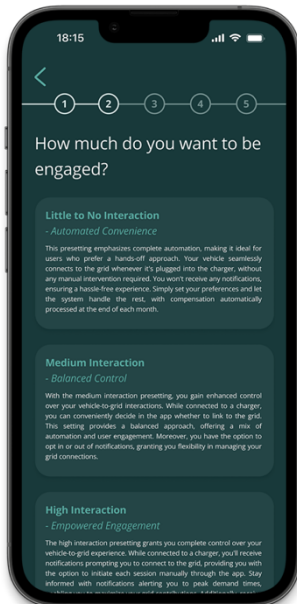 18:15
1 2 3 4 5
How much do you want to be
engaged?
Little to No Interaction
- Automated Convenience
This presetting emphasizes complete automation, making it ideal for
users who prefer a hands-off approach. Your vehicle seamlessly
connects to the grid whenever it's plugged into the charger, without
any manual intervention required. You won't receive any notifications,
ensuring a hassle-free experience. Simply set your preferences and let
the system handle the rest, with compensation automatically
processed at the end of each month.
Medium Interaction
- Balanced Control
With the medium interaction presetting, you gain enhanced control
over your vehicle-to-grid interactions. While connected to a charger,
you can conveniently decide in the app whether to link to the grid.
This setting provides a balanced approach, offering a mix of
automation and user engagement. Moreover, you have the option to
opt in or out of notifications, granting you flexibility in managing your
grid connections.
High Interaction
- Empowered Engagement
The high interaction presetting grants you complete control over your
vehicle-to-grid experience. While connected to a charger, you'll receive
notifications prompting you to connect to the grid, providing you with
the option to initiate each session manually through the app. Stay
informed with notifications alerting you to peak demand times,